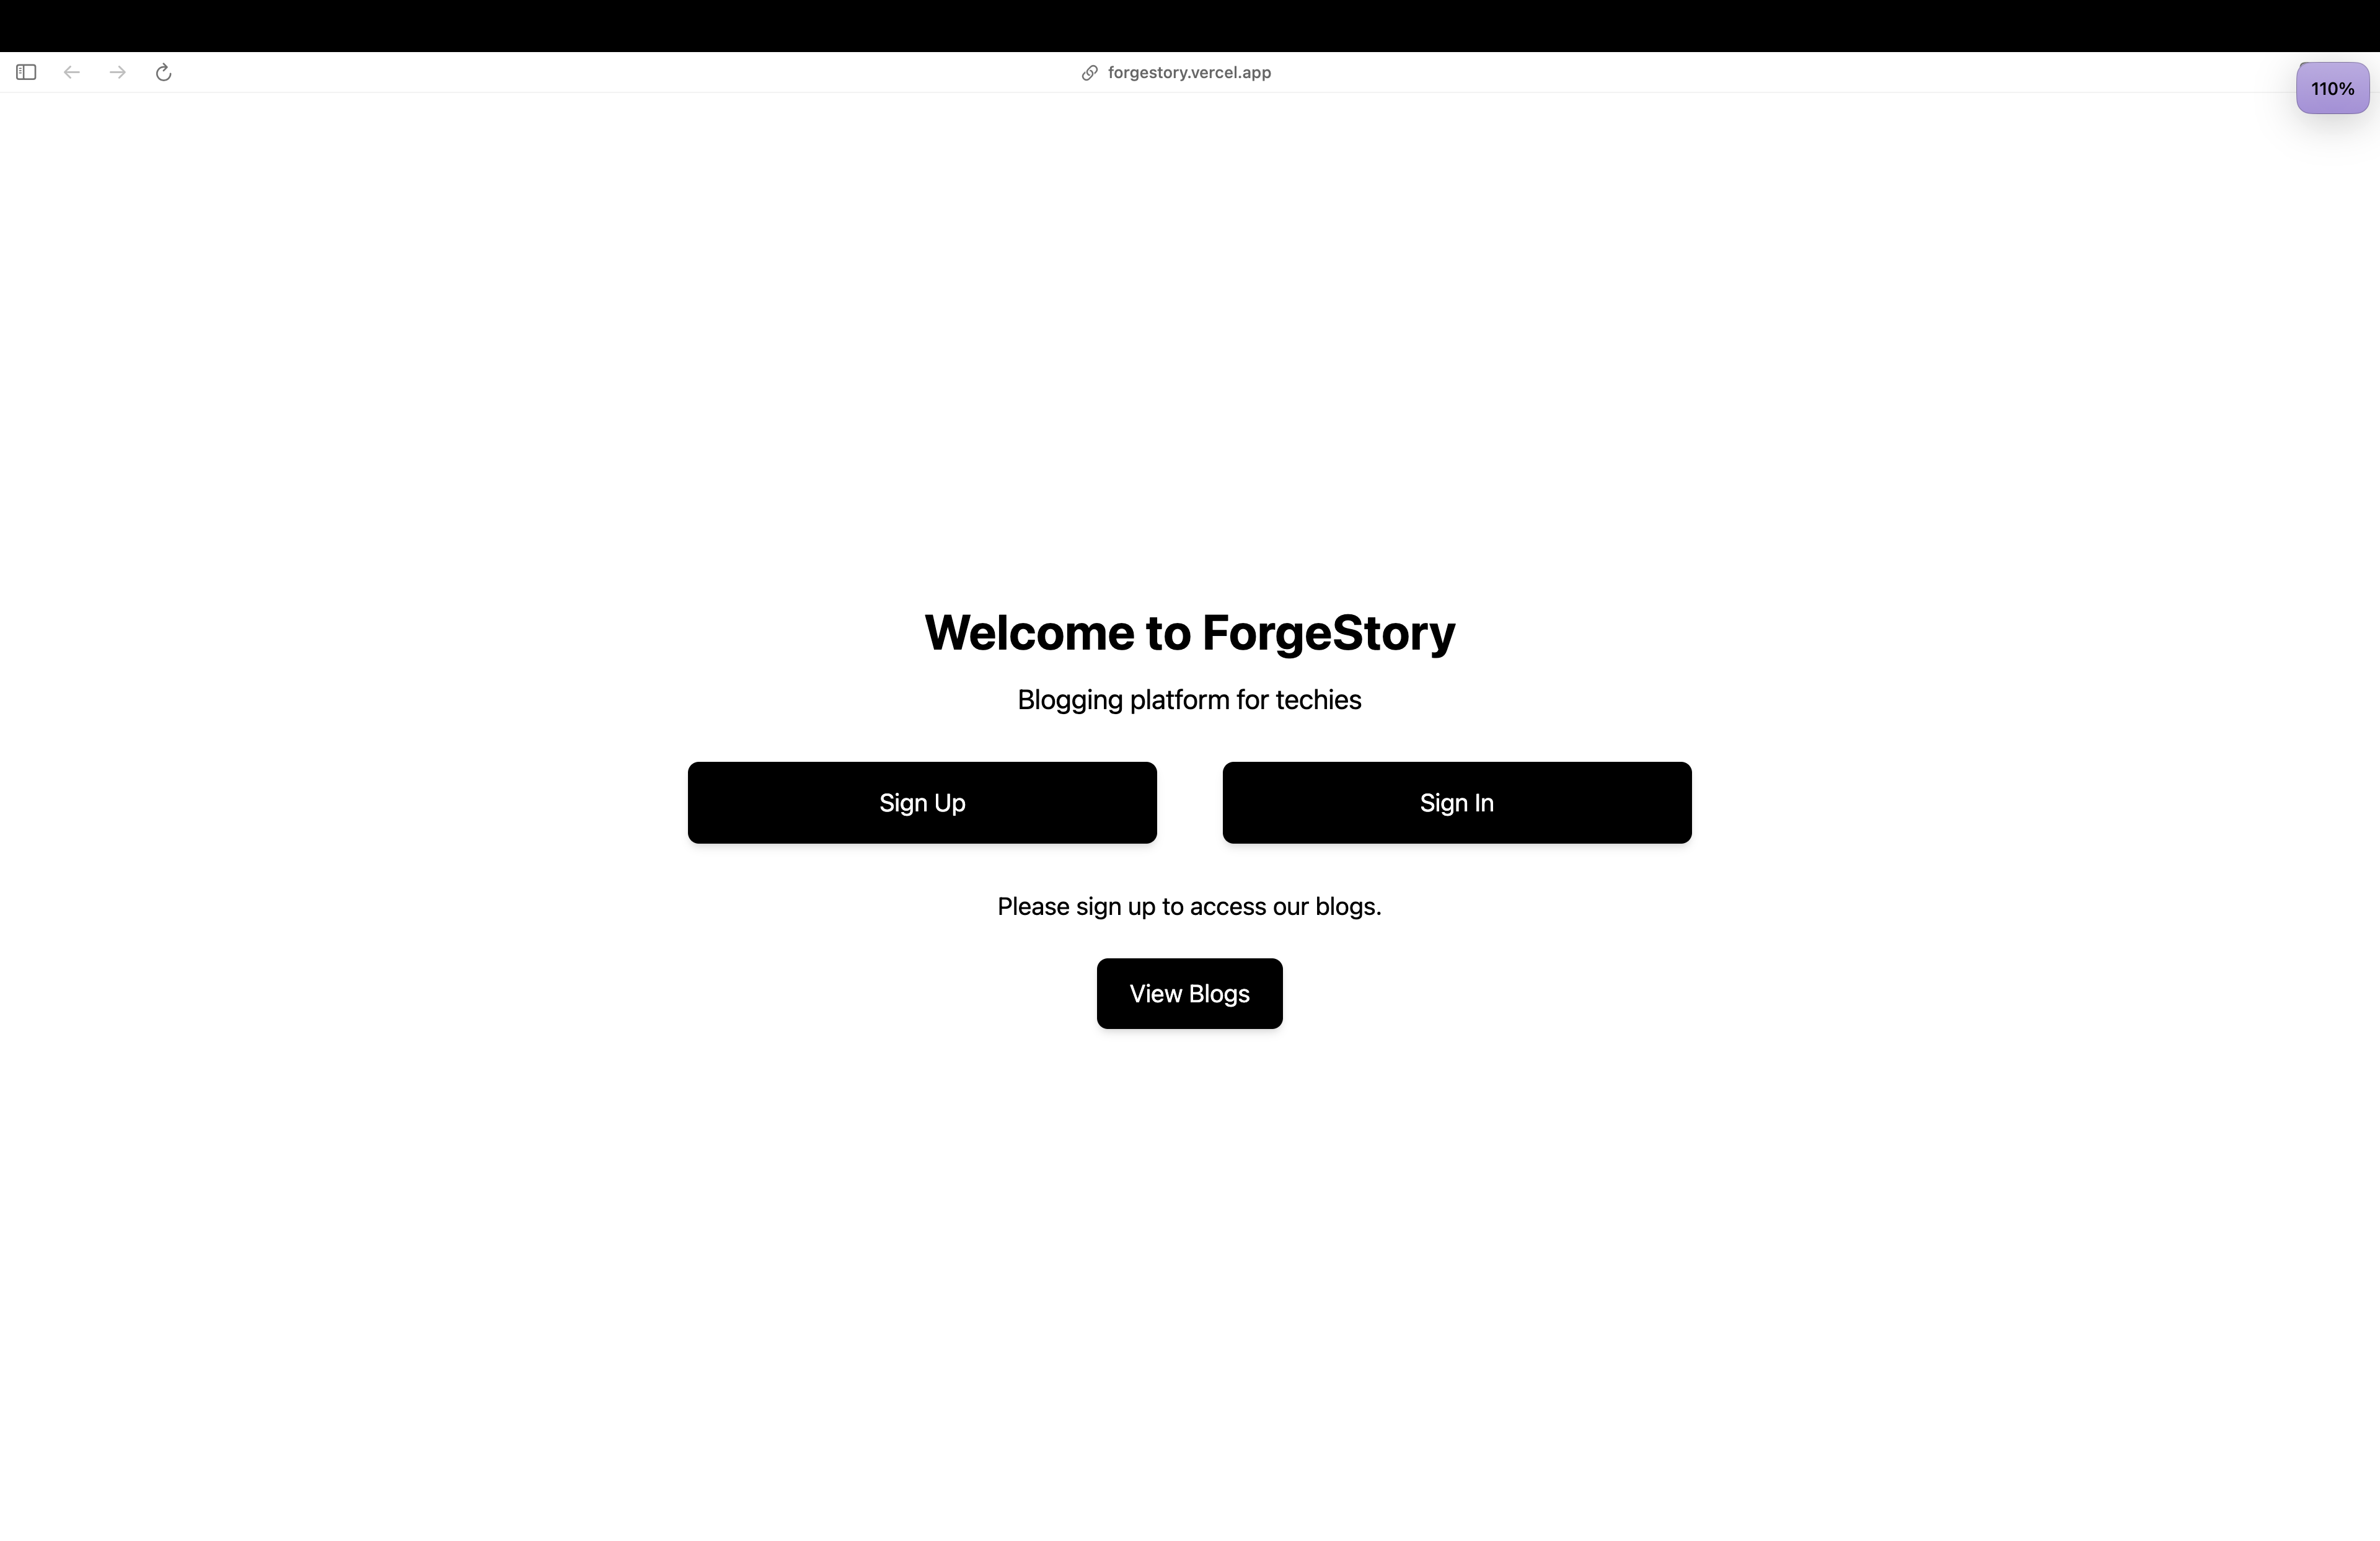 forgestory.vercel.app
110%
Welcome to ForgeStory
Blogging platform for techies
Sign Up
Sign In
Please sign up to access our blogs.
View Blogs